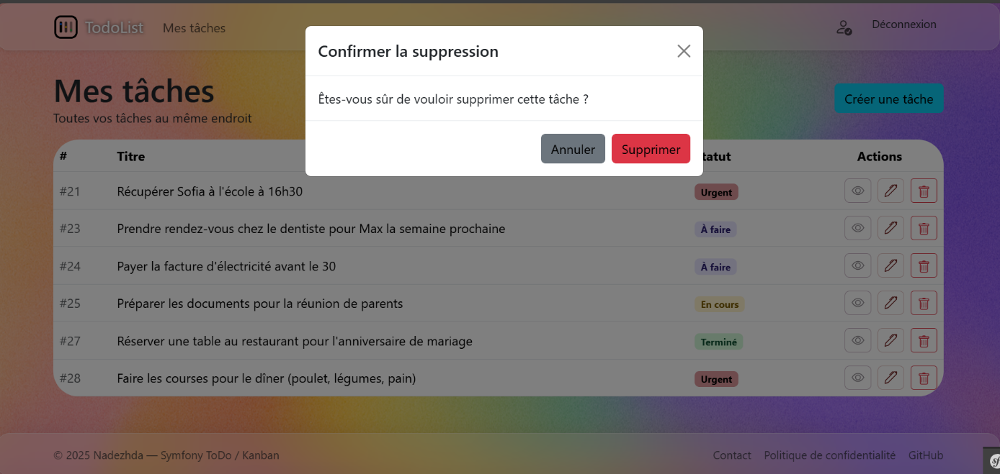 TodoList Mes tâches Déconnexion
Confirmer la suppression
Êtes-vous sûr de vouloir supprimer cette tâche ?
Annuler Supprimer
Mes tâches
Toutes vos tâches au même endroit
Créer une tâche
# Titre tatut Actions
#21 Récupérer Sofia à l'école à 16h30 Urgent
#23 Prendre rendez-vous chez le dentiste pour Max la semaine prochaine À faire
#24 Payer la facture d'électricité avant le 30 À faire
#25 Préparer les documents pour la réunion de parents En cours
#27 Réserver une table au restaurant pour l'anniversaire de mariage Terminé
#28 Faire les courses pour le dîner (poulet, légumes, pain) Urgent
© 2025 Nadezhda — Symfony ToDo / Kanban Contact Politique de confidentialité GitHub
sf